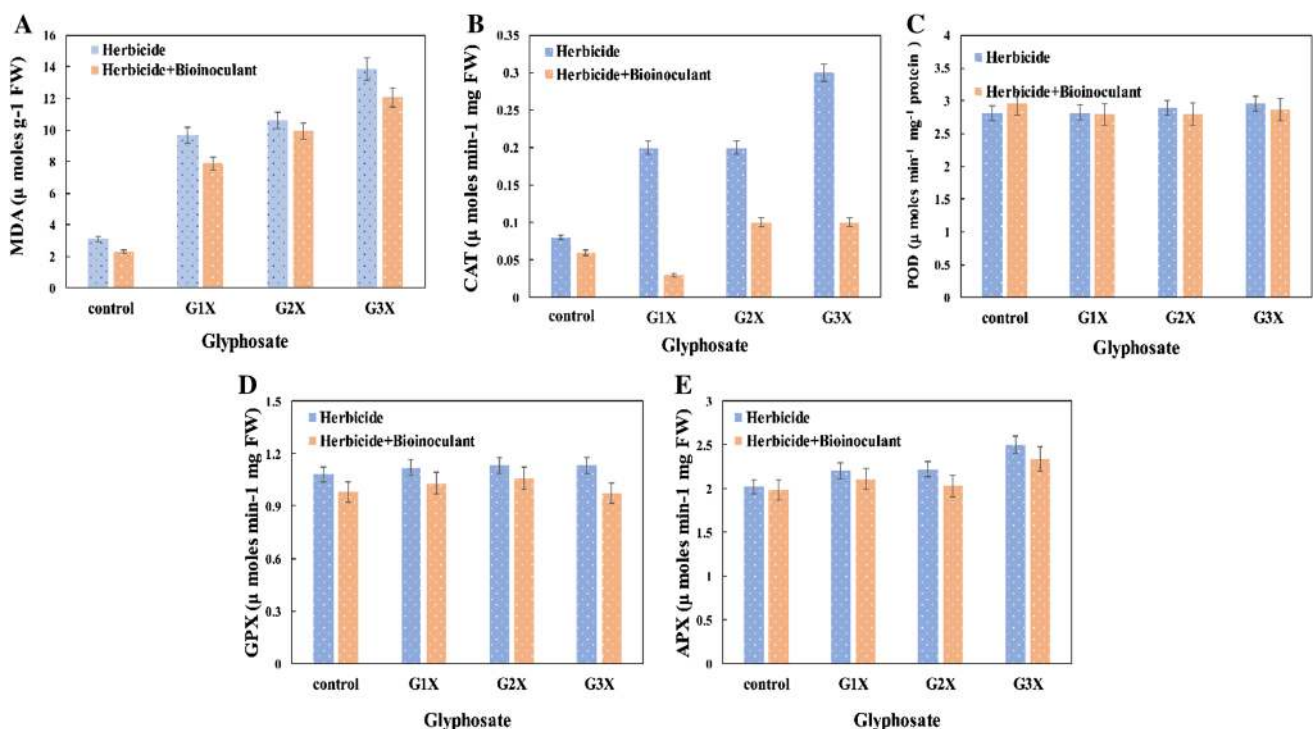 A
MDA (μ moles g-1 FW)
16
14
12
10
8
6
4
2
0
Herbicide
Herbicide+Bioinoculant
control G1X G2X G3X
Glyphosate
B
CAT (μ moles min-1 mg FW)
0.35
0.3
0.25
0.2
0.15
0.1
0.05
0
Herbicide
Herbicide+Bioinoculant
control G1X G2X G3X
Glyphosate
C
POD (μ moles min⁻¹ mg⁻¹ protein )
4
3.5
3
2.5
2
1.5
1
0.5
0
Herbicide
Herbicide+Bioinoculant
control G1X G2X G3X
Glyphosate
D
GPX (μ moles min-1 mg FW)
1.5
1.2
0.9
0.6
0.3
0
Herbicide
Herbicide+Bioinoculant
control G1X G2X G3X
Glyphosate
E
APX (μ moles min-1 mg FW)
3
2.5
2
1.5
1
0.5
0
Herbicide
Herbicide+Bioinoculant
control G1X G2X G3X
Glyphosate